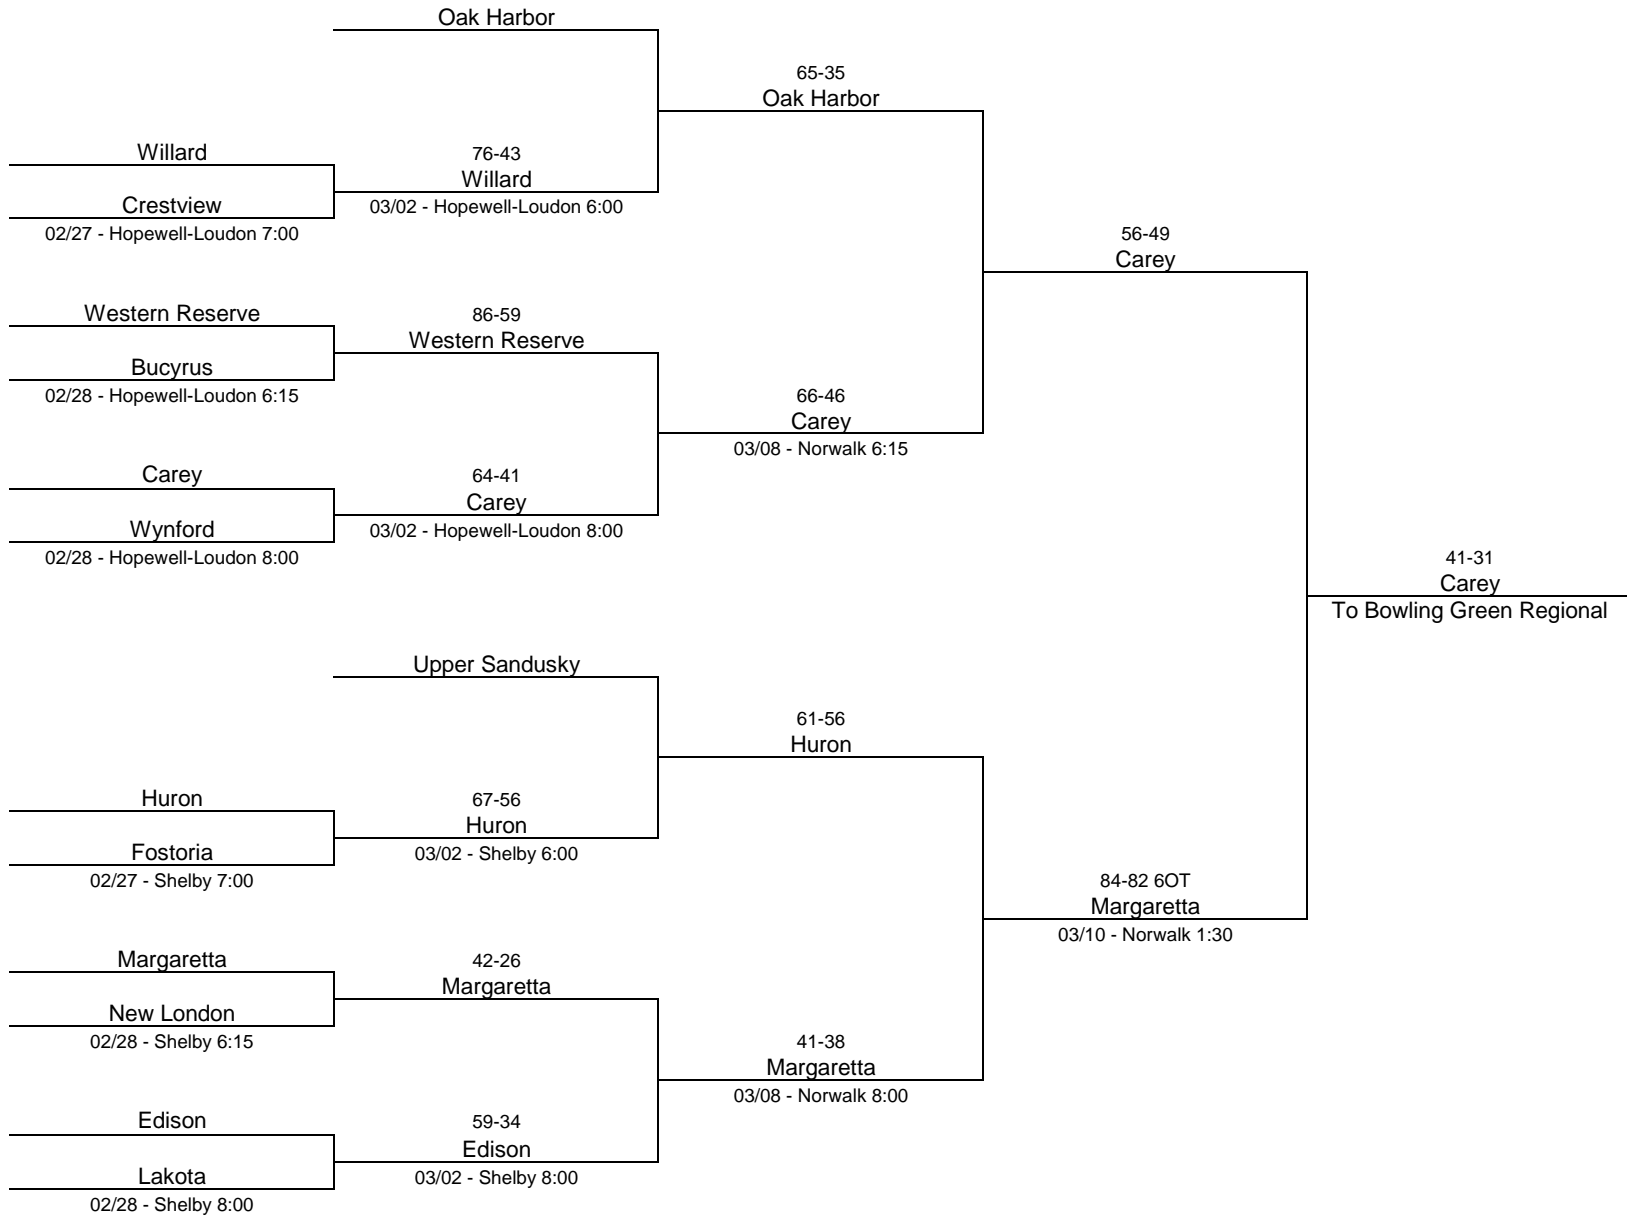 Oak Harbor
65-35
Oak Harbor
Willard
76-43
Willard
Crestview
03/02 - Hopewell-Loudon 6:00
02/27 - Hopewell-Loudon 7:00
56-49
Carey
Western Reserve
86-59
Western Reserve
Bucyrus
02/28 - Hopewell-Loudon 6:15
66-46
Carey
03/08 - Norwalk 6:15
Carey
64-41
Carey
Wynford
03/02 - Hopewell-Loudon 8:00
02/28 - Hopewell-Loudon 8:00
41-31
Carey
To Bowling Green Regional
Upper Sandusky
61-56
Huron
Huron
67-56
Huron
Fostoria
03/02 - Shelby 6:00
02/27 - Shelby 7:00
84-82 6OT
Margaretta
03/10 - Norwalk 1:30
Margaretta
42-26
Margaretta
New London
02/28 - Shelby 6:15
41-38
Margaretta
03/08 - Norwalk 8:00
Edison
59-34
Edison
Lakota
03/02 - Shelby 8:00
02/28 - Shelby 8:00